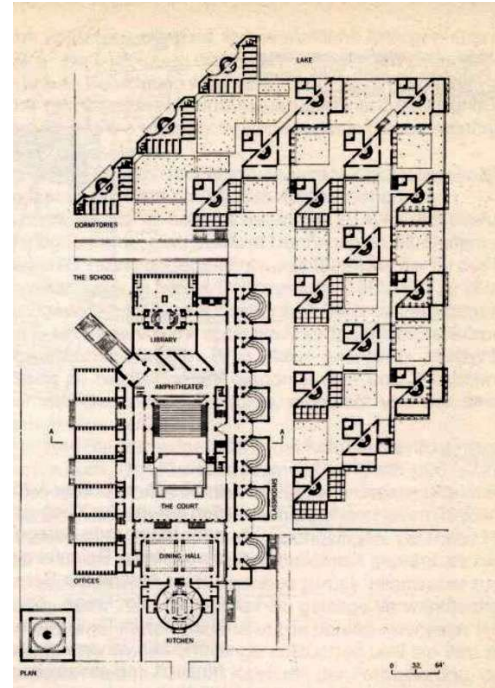 LAKE
DORMITORIES
THE SCHOOL
LIBRARY
AMPHITHEATER
A
A
THE COURT
CLASSROOMS
DINING HALL
OFFICES
KITCHEN
PLAN
0 32 64'